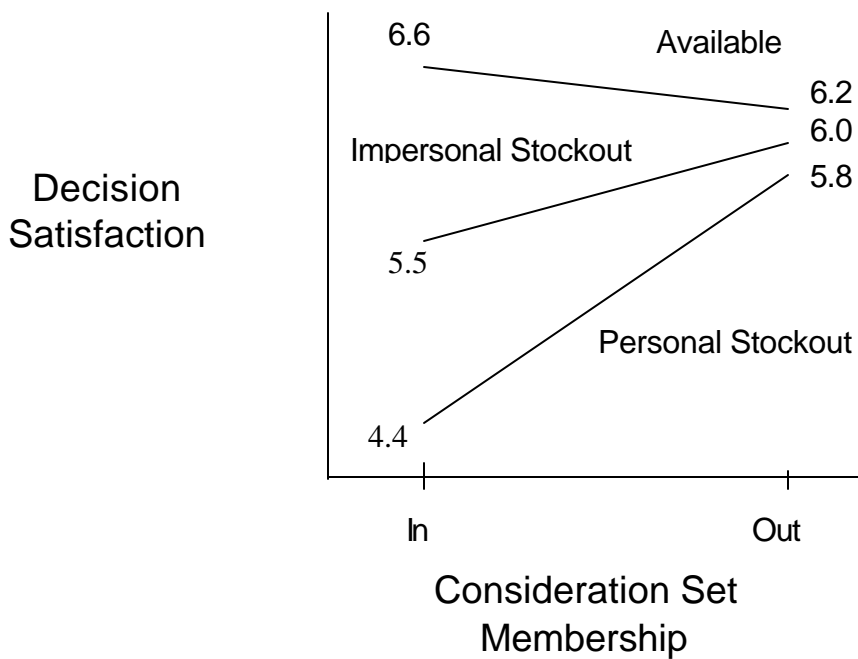 6.6
Available
6.2
6.0
Impersonal Stockout
5.8
Decision
Satisfaction
5.5
Personal Stockout
4.4
In
Out
Consideration Set
Membership